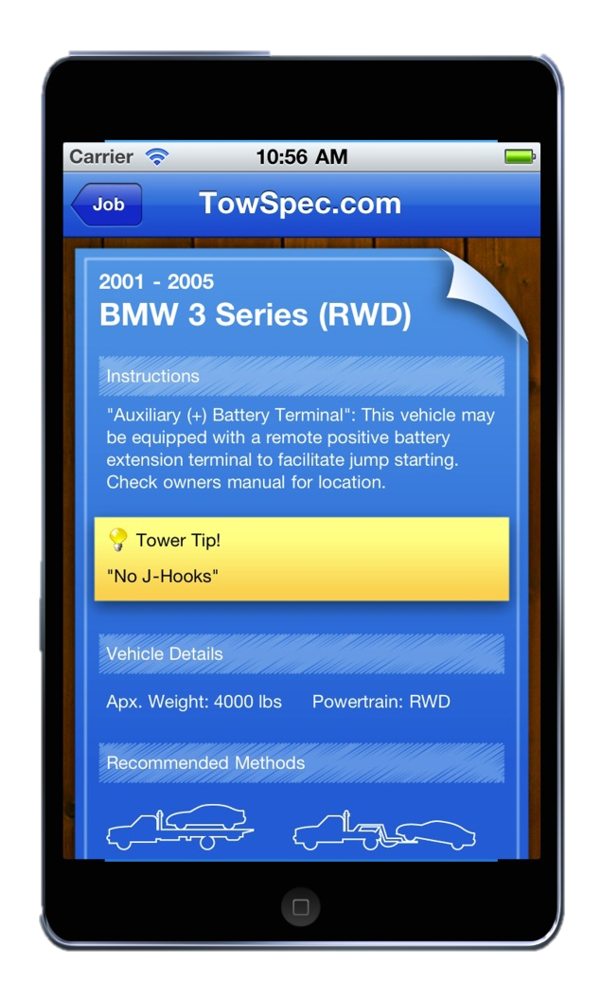 Carrier 10:56 AM
Job TowSpec.com
2001 - 2005
BMW 3 Series (RWD)
Instructions
"Auxiliary (+) Battery Terminal": This vehicle may
be equipped with a remote positive battery
extension terminal to facilitate jump starting.
Check owners manual for location.
Tower Tip!
"No J-Hooks"
Vehicle Details
Apx. Weight: 4000 lbs Powertrain: RWD
Recommended Methods